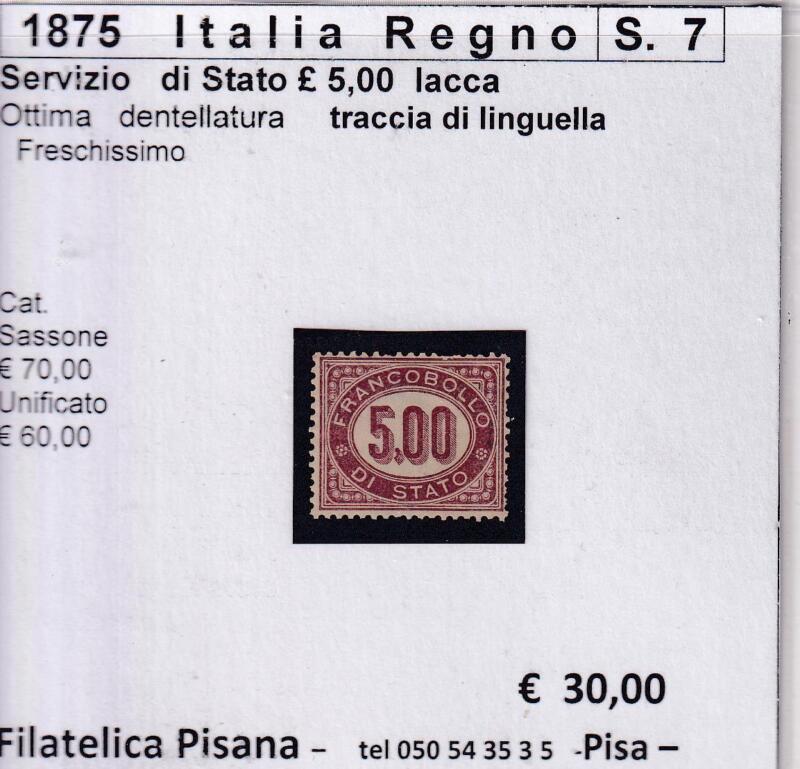 1875 Italia Regno S. 7
Servizio di Stato £ 5,00 lacca
Ottima dentellatura traccia di linguella
Freschissimo
Cat.
Sassone
€ 70,00
Unificato
€ 60,00
FRANCOBOLLO
5,00
DI STATO
€ 30,00
Filatelica Pisana – tel 050 54 35 3 5 -Pisa –